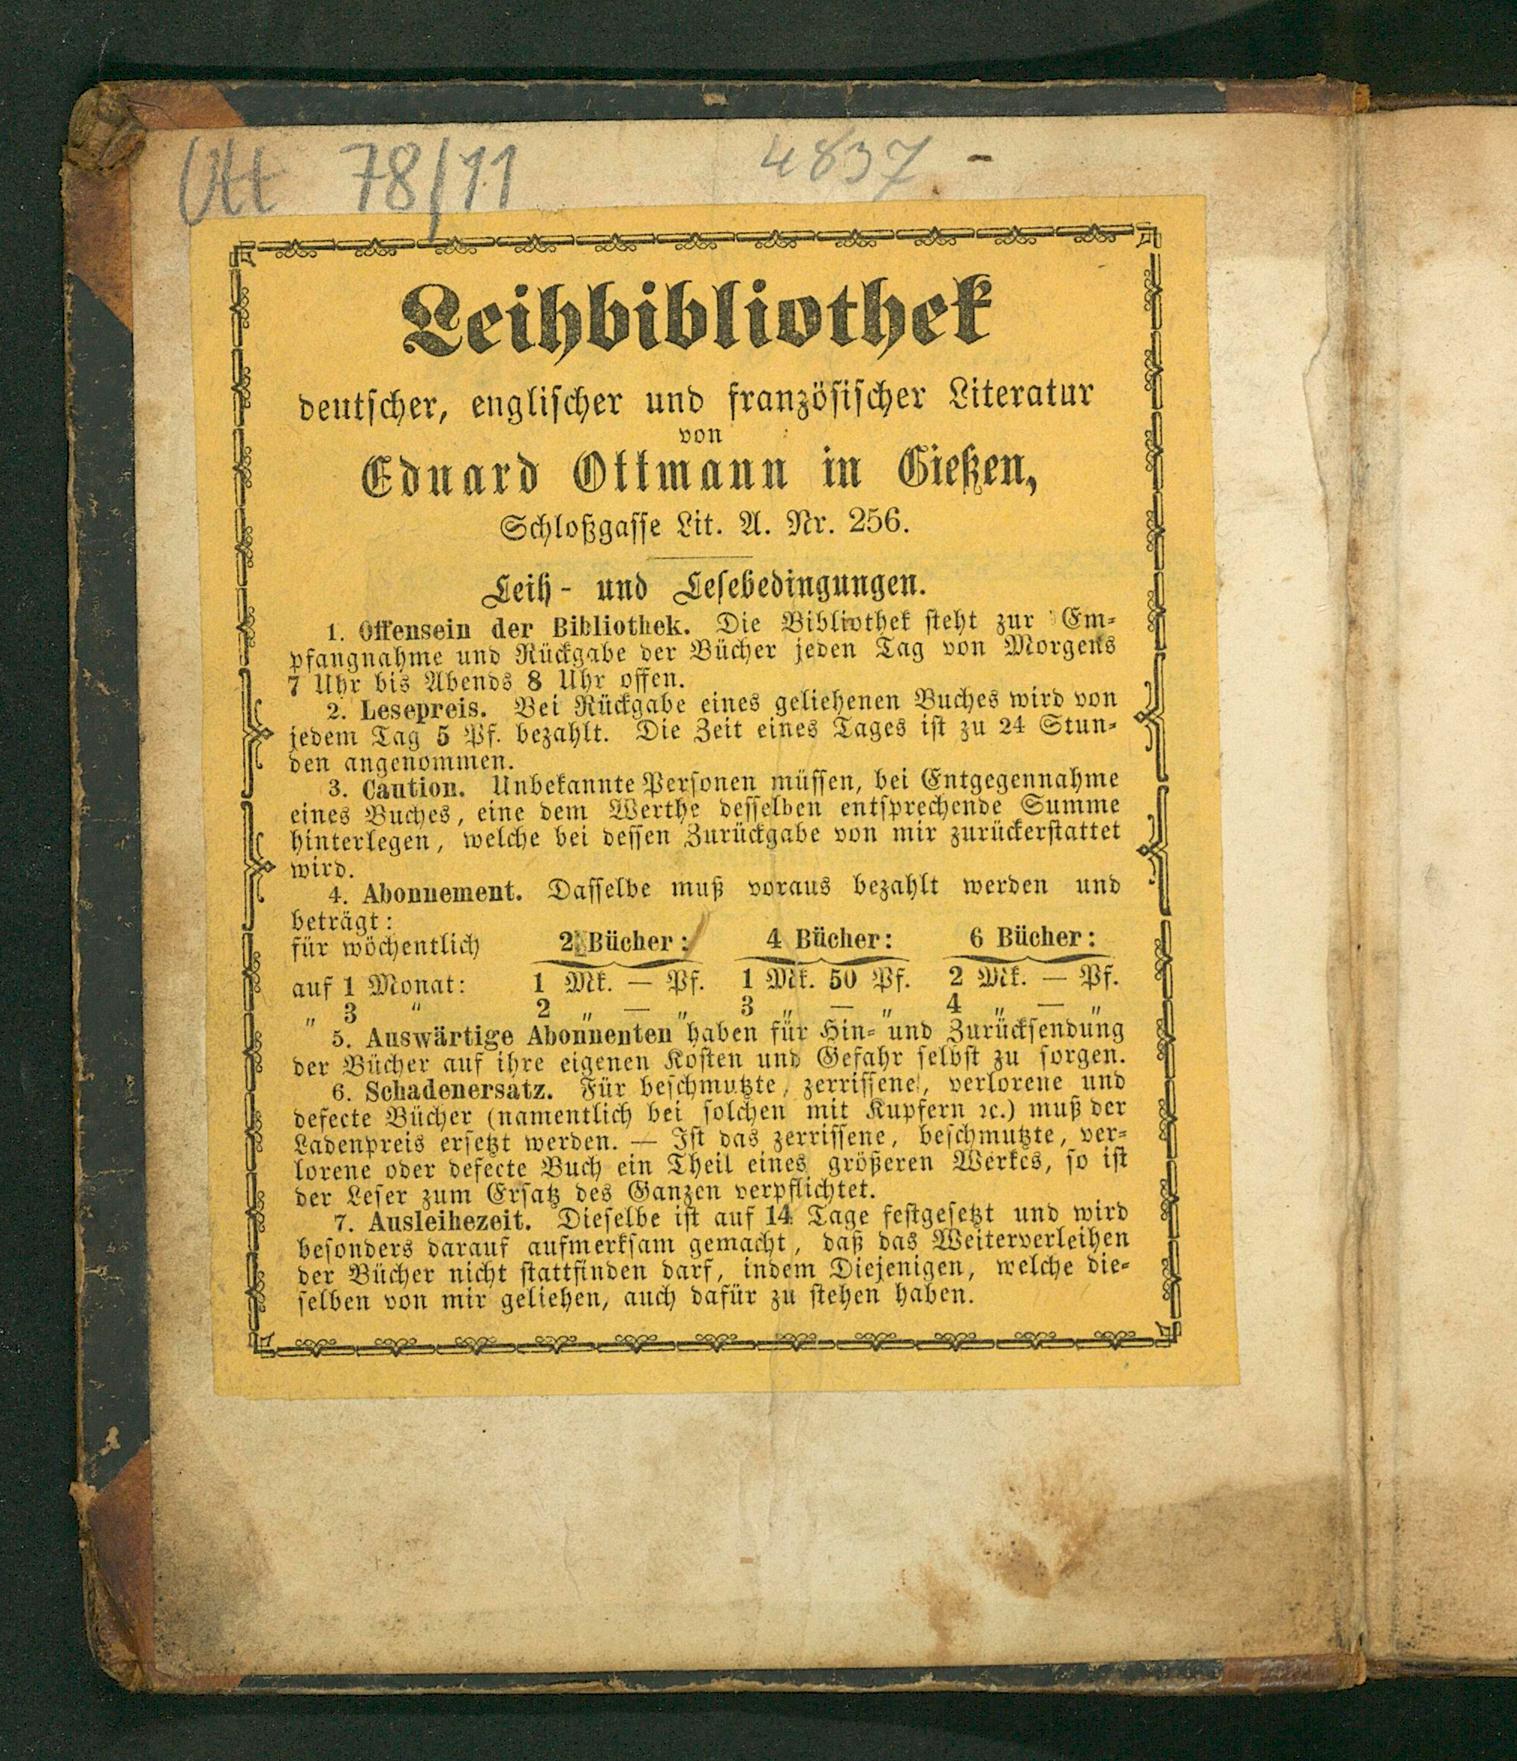 Ott 78/11 4837 -
Leihbibliothek
deutscher, englischer und französischer Literatur
von
Eduard Ottmann in Gießen,
Schloßgasse Lit. A. Nr. 256.
Leih- und Lesebedingungen.
1. Offensein der Bibliothek. Die Bibliothek steht zur Em-
pfangnahme und Rückgabe der Bücher jeden Tag von Morgens
7 Uhr bis Abends 8 Uhr offen.
2. Lesepreis. Bei Rückgabe eines geliehenen Buches wird von
jedem Tag 5 Pf. bezahlt. Die Zeit eines Tages ist zu 24 Stun-
den angenommen.
3. Caution. Unbekannte Personen müssen, bei Entgegennahme
eines Buches, eine dem Werthe desselben entsprechende Summe
hinterlegen, welche bei dessen Zurückgabe von mir zurückerstattet
wird.
4. Abonnement. Dasselbe muß voraus bezahlt werden und
beträgt:
für wöchentlich 2 Bücher: 4 Bücher: 6 Bücher:
auf 1 Monat: 1 Mk. — Pf. 1 Mk. 50 Pf. 2 Mk. — Pf.
„ 3 „ 2 „ — „ 3 „ — „ 4 „ — „
5. Auswärtige Abonnenten haben für Hin- und Zurücksendung
der Bücher auf ihre eigenen Kosten und Gefahr selbst zu sorgen.
6. Schadenersatz. Für beschmutzte, zerrissene, verlorene und
defecte Bücher (namentlich bei solchen mit Kupfern ꝛc.) muß der
Ladenpreis ersetzt werden. — Ist das zerrissene, beschmutzte, ver-
lorene oder defecte Buch ein Theil eines größeren Werkes, so ist
der Leser zum Ersatz des Ganzen verpflichtet.
7. Ausleihezeit. Dieselbe ist auf 14 Tage festgesetzt und wird
besonders darauf aufmerksam gemacht, daß das Weiterverleihen
der Bücher nicht stattfinden darf, indem Diejenigen, welche die-
selben von mir geliehen, auch dafür zu stehen haben.